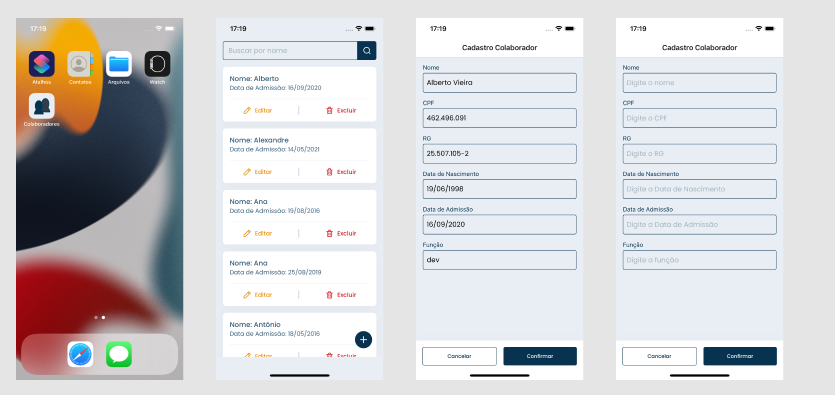 17:19
Atalhos
Contatos
Arquivos
Watch
Colaboradores
17:19
Buscar por nome
Nome: Alberto
Data de Admissão: 16/09/2020
Editar
Excluir
Nome: Alexandre
Data de Admissão: 14/05/2021
Editar
Excluir
Nome: Ana
Data de Admissão: 19/08/2016
Editar
Excluir
Nome: Ana
Data de Admissão: 25/08/2019
Editar
Excluir
Nome: Antônio
Data de Admissão: 18/05/2016
Editar
Excluir
17:19
Cadastro Colaborador
Nome
Alberto Vieira
CPF
462.496.091
RG
25.507.105-2
Data de Nascimento
19/06/1998
Data de Admissão
16/09/2020
Função
dev
Cancelar
Confirmar
17:19
Cadastro Colaborador
Nome
Digite o nome
CPF
Digite o CPF
RG
Digite o RG
Data de Nascimento
Digite a Data de Nascimento
Data de Admissão
Digite a Data de Admissão
Função
Digite a função
Cancelar
Confirmar